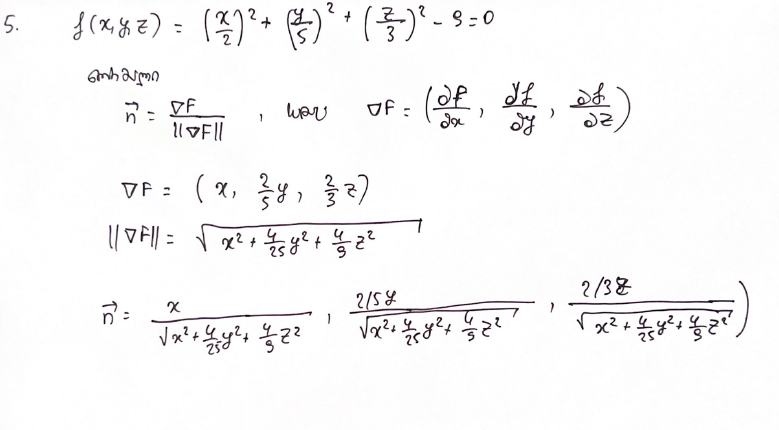 5. f(x,y,z) = (x/2)² + (y/5)² + (z/3)² - 9 = 0
n⃗ = ∇F / ||∇F|| , ∇F = (∂f/∂x, ∂f/∂y, ∂f/∂z)
∇F = (x, 2/5 y, 2/3 z)
||∇F|| = √(x² + 4/25 y² + 4/9 z²)
n⃗ = x / √(x² + 4/25 y² + 4/9 z²) , 2/5y / √(x² + 4/25 y² + 4/9 z²) , 2/3z / √(x² + 4/25 y² + 4/9 z²) )